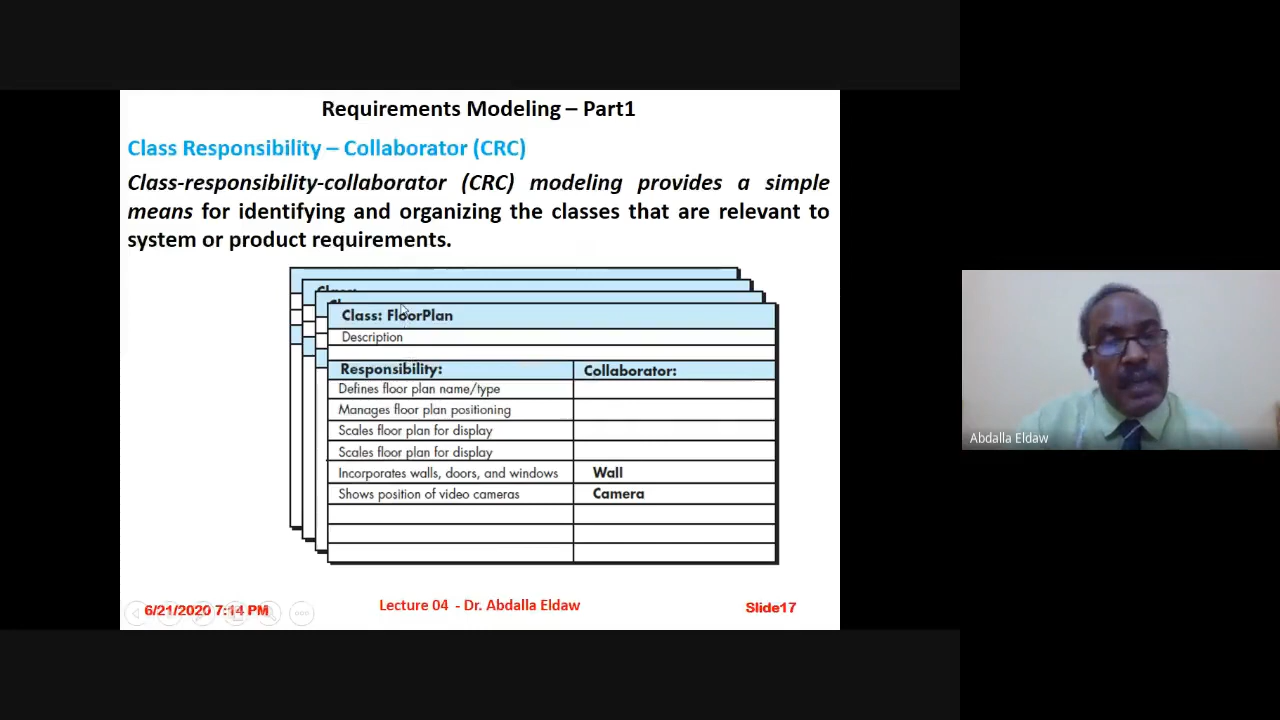 Requirements Modeling – Part1
Class Responsibility – Collaborator (CRC)
Class-responsibility-collaborator (CRC) modeling provides a simple
means for identifying and organizing the classes that are relevant to
system or product requirements.
Class:
Class: FloorPlan
Description
Responsibility: Collaborator:
Defines floor plan name/type
Manages floor plan positioning
Scales floor plan for display
Scales floor plan for display
Incorporates walls, doors, and windows Wall
Shows position of video cameras Camera
6/21/2020 7:14 PM Lecture 04 - Dr. Abdalla Eldaw Slide17
Abdalla Eldaw